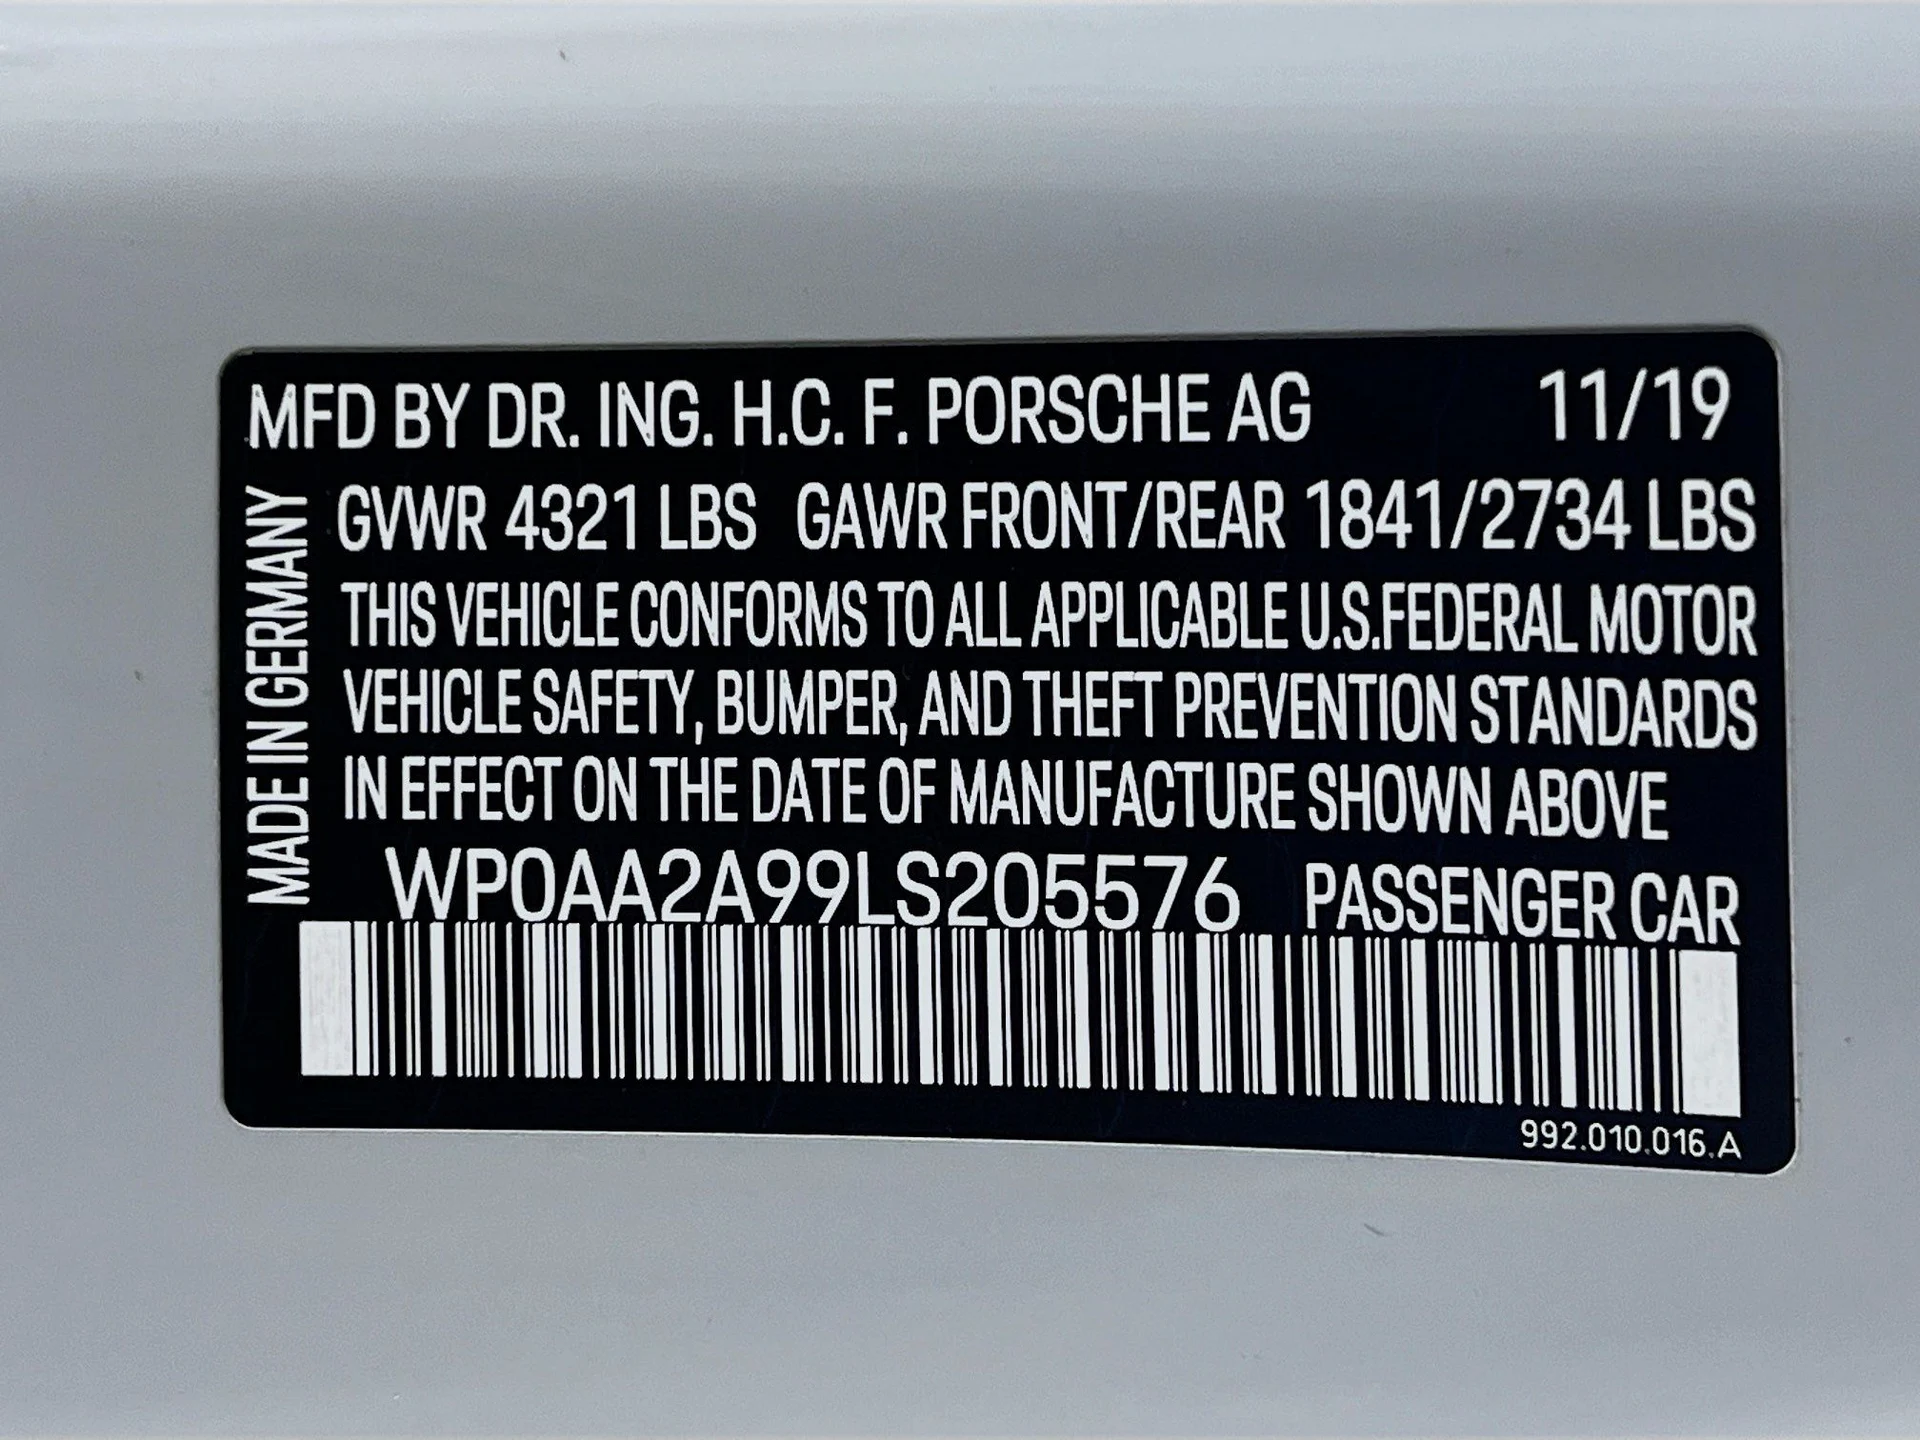 MFD BY DR. ING. H.C. F. PORSCHE AG 11/19
MADE IN GERMANY
GVWR 4321 LBS GAWR FRONT/REAR 1841/2734 LBS
THIS VEHICLE CONFORMS TO ALL APPLICABLE U.S.FEDERAL MOTOR
VEHICLE SAFETY, BUMPER, AND THEFT PREVENTION STANDARDS
IN EFFECT ON THE DATE OF MANUFACTURE SHOWN ABOVE
WP0AA2A99LS205576 PASSENGER CAR
992.010.016.A